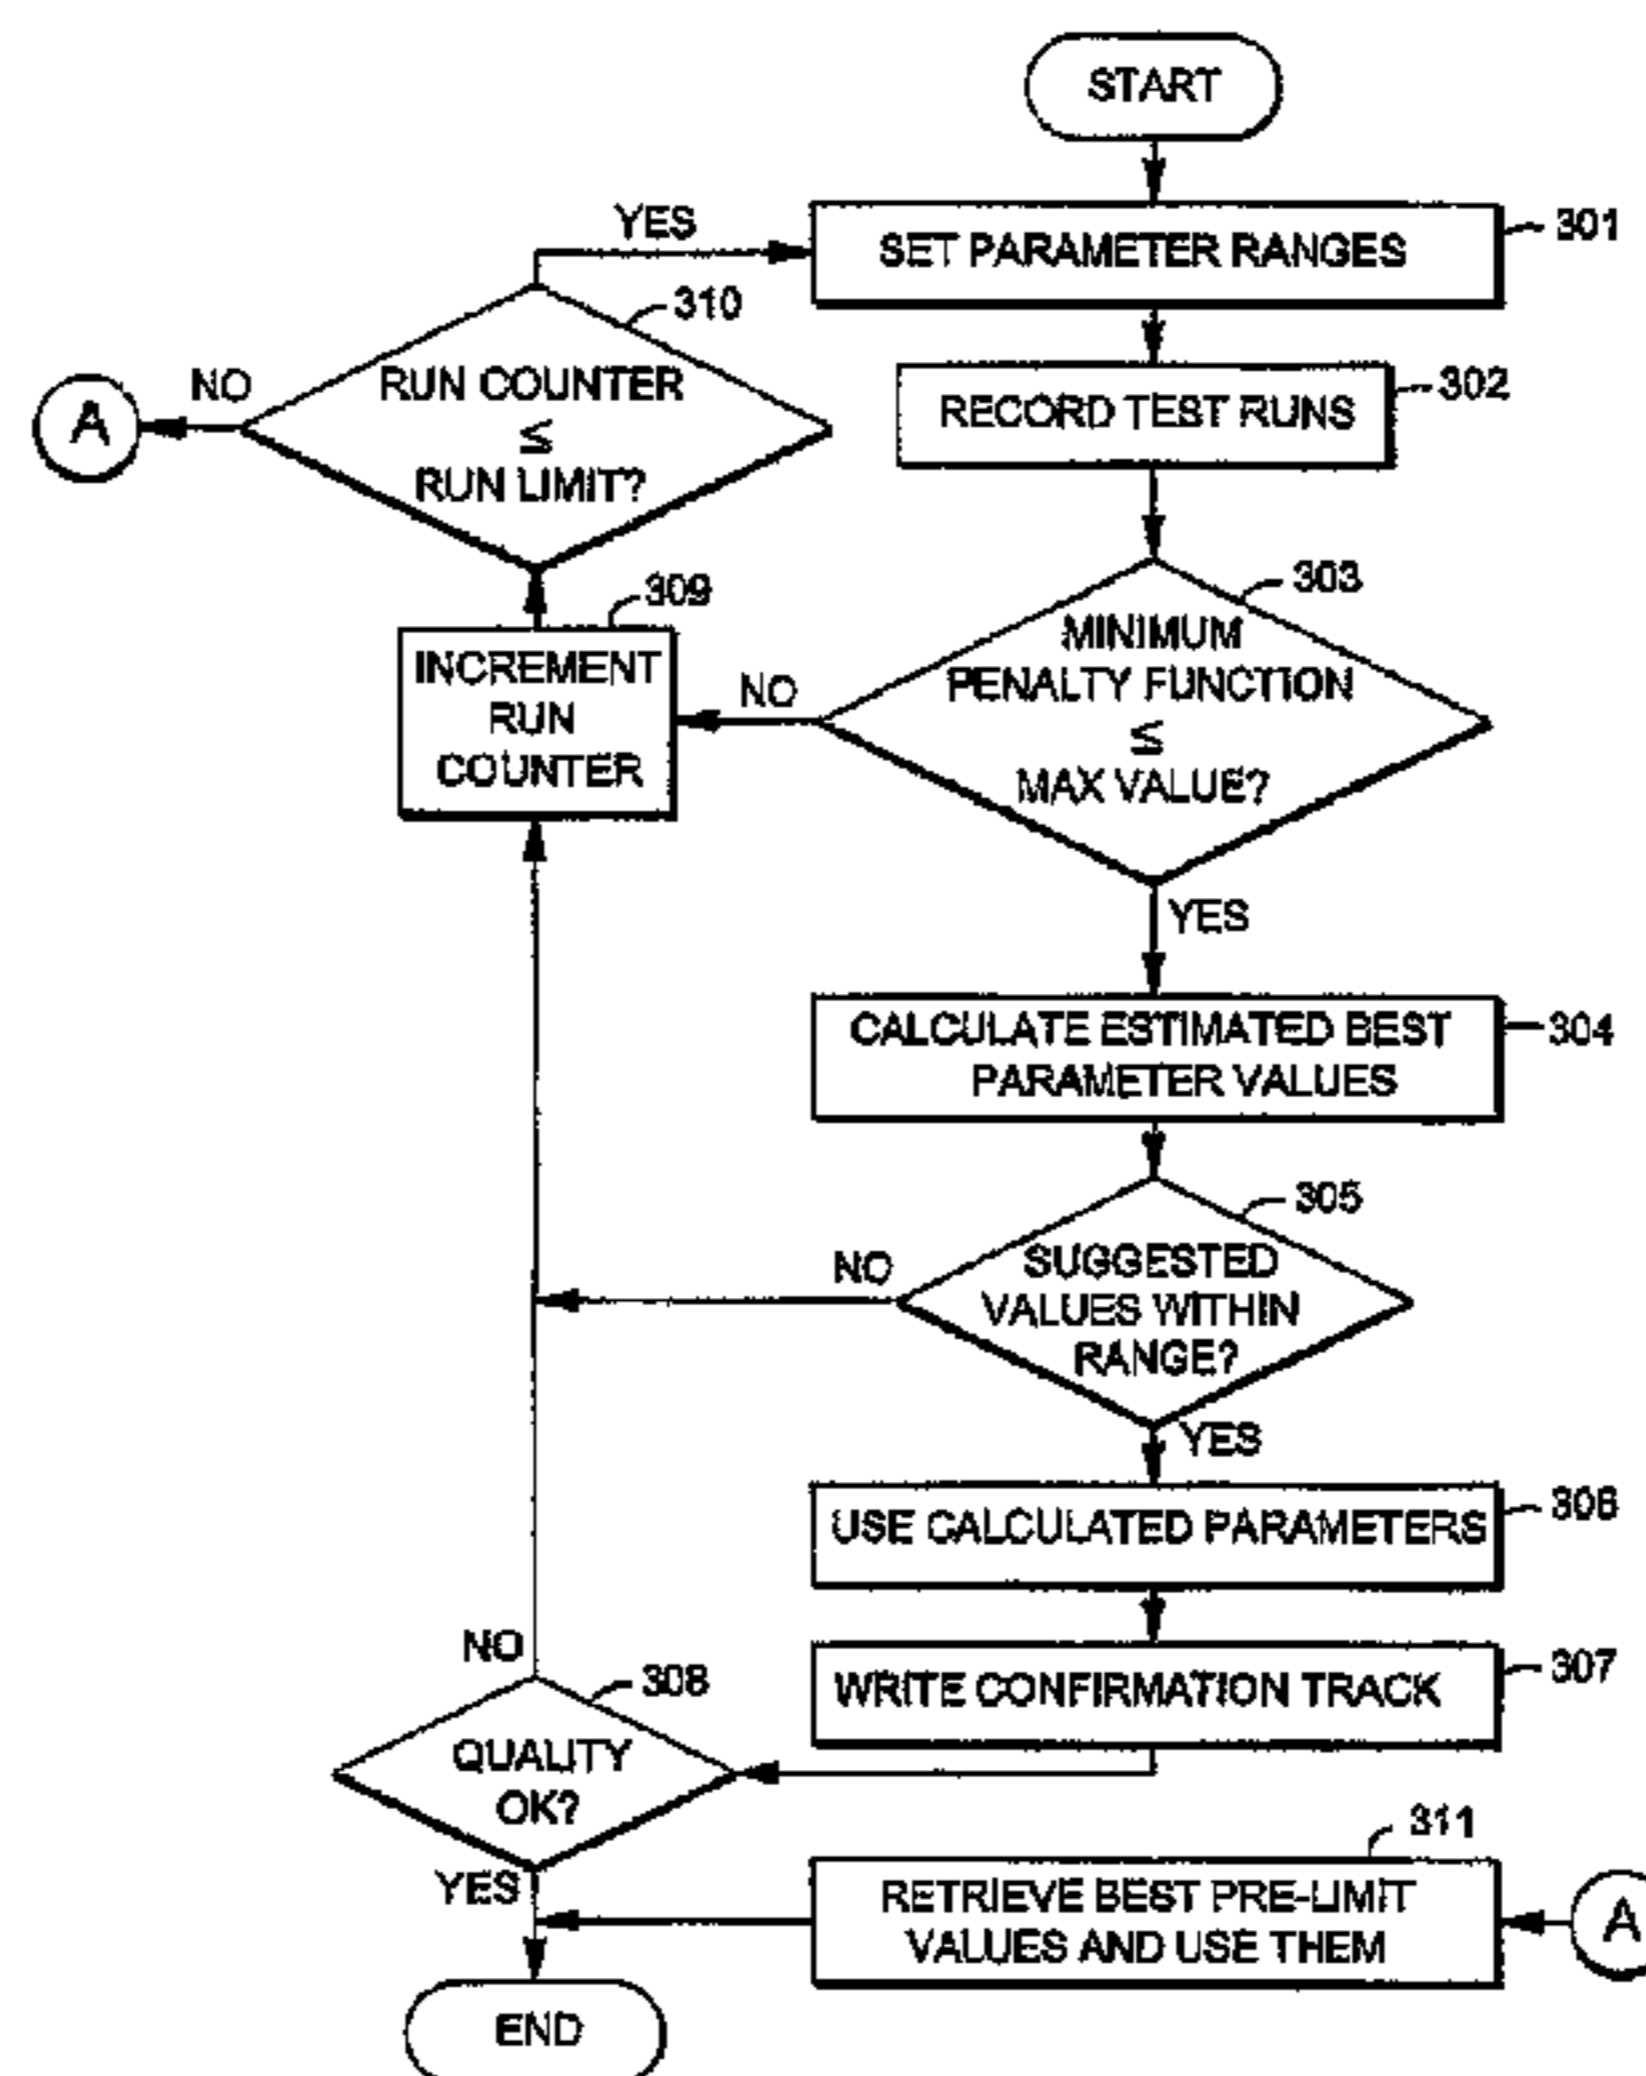 START
YES
SET PARAMETER RANGES
301
310
NO
A
RUN COUNTER
≤
RUN LIMIT?
RECORD TEST RUNS
302
309
INCREMENT
RUN
COUNTER
303
MINIMUM
PENALTY FUNCTION
≤
MAX VALUE?
NO
YES
CALCULATE ESTIMATED BEST
PARAMETER VALUES
304
305
SUGGESTED
VALUES WITHIN
RANGE?
NO
YES
USE CALCULATED PARAMETERS
306
WRITE CONFIRMATION TRACK
307
NO
308
QUALITY
OK?
YES
311
RETRIEVE BEST PRE-LIMIT
VALUES AND USE THEM
A
END